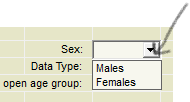 Sex:
Males
Data Type:
Females
open age group: